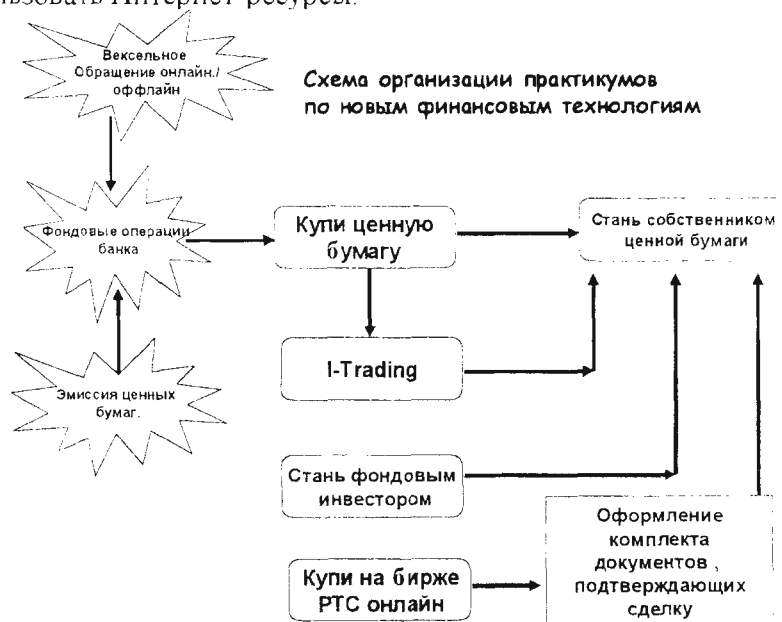 Интернет-ресурсы.
Вексельное
Обращение онлайн./
оффлайн
Схема организации практикумов
по новым финансовым технологиям
Фондовые операции
банка
Купи ценную
бумагу
Стань собственником
ценной бумаги
I-Trading
Эмиссия ценных
бумаг.
Стань фондовым
инвестором
Оформление
комплекта
документов ,
подтверждающих
сделку
Купи на бирже
РТС онлайн